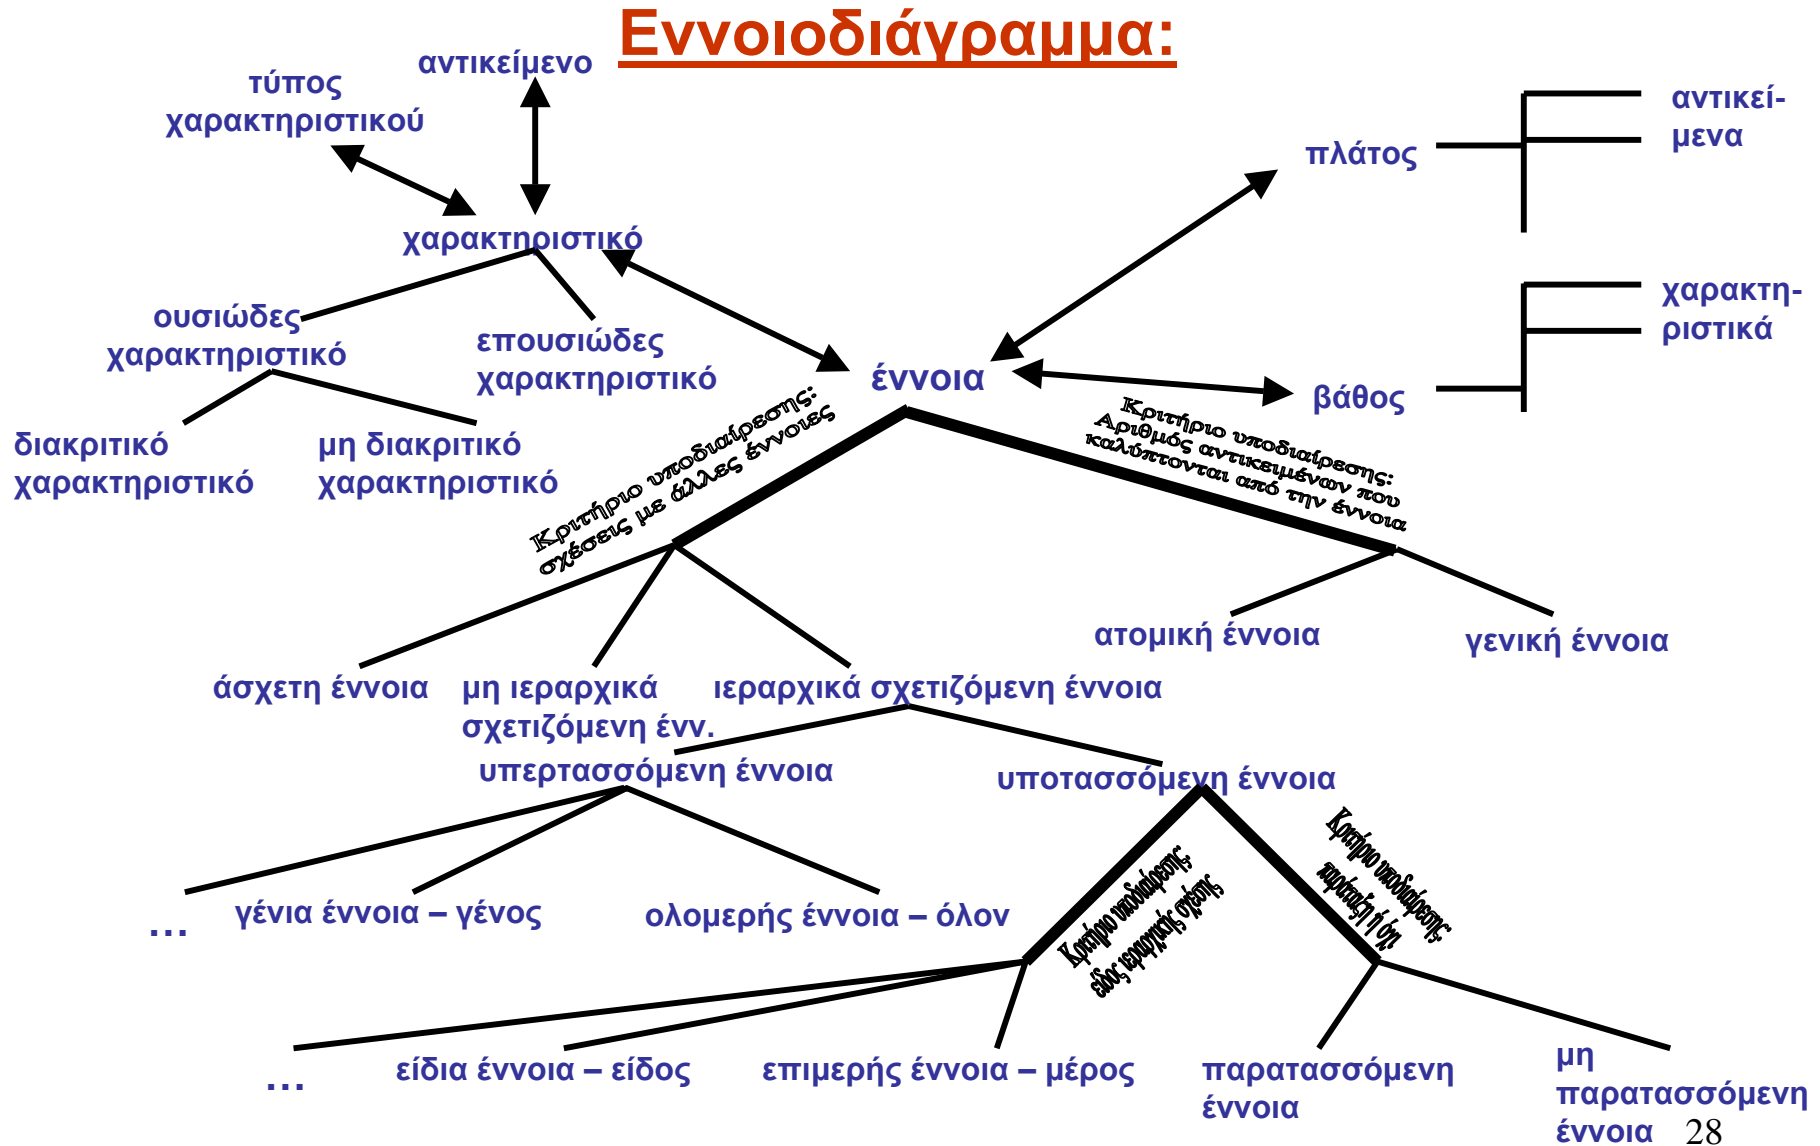 Εννοιοδιάγραμμα:
αντικείμενο
τύπος
χαρακτηριστικού
αντικεί-
μενα
πλάτος
χαρακτηριστικό
χαρακτη-
ριστικά
ουσιώδες
χαρακτηριστικό
επουσιώδες
χαρακτηριστικό
έννοια
βάθος
διακριτικό
χαρακτηριστικό
μη διακριτικό
χαρακτηριστικό
Κριτήριο υποδιαίρεσης:
σχέσεις με άλλες έννοιες
Κριτήριο υποδιαίρεσης:
Αριθμός αντικειμένων που
καλύπτονται από την έννοια
ατομική έννοια
γενική έννοια
άσχετη έννοια
μη ιεραρχικά
σχετιζόμενη ένν.
ιεραρχικά σχετιζόμενη έννοια
υπερτασσόμενη έννοια
υποτασσόμενη έννοια
Κριτήριο υποδιαίρεσης:
είδος ιεραρχικής σχέσης
Κριτήριο υποδιαίρεσης:
παράταξη ή όχι
...
γένια έννοια – γένος
ολομερής έννοια – όλον
...
είδια έννοια – είδος
επιμερής έννοια – μέρος
παρατασσόμενη
έννοια
μη
παρατασσόμενη
έννοια
28